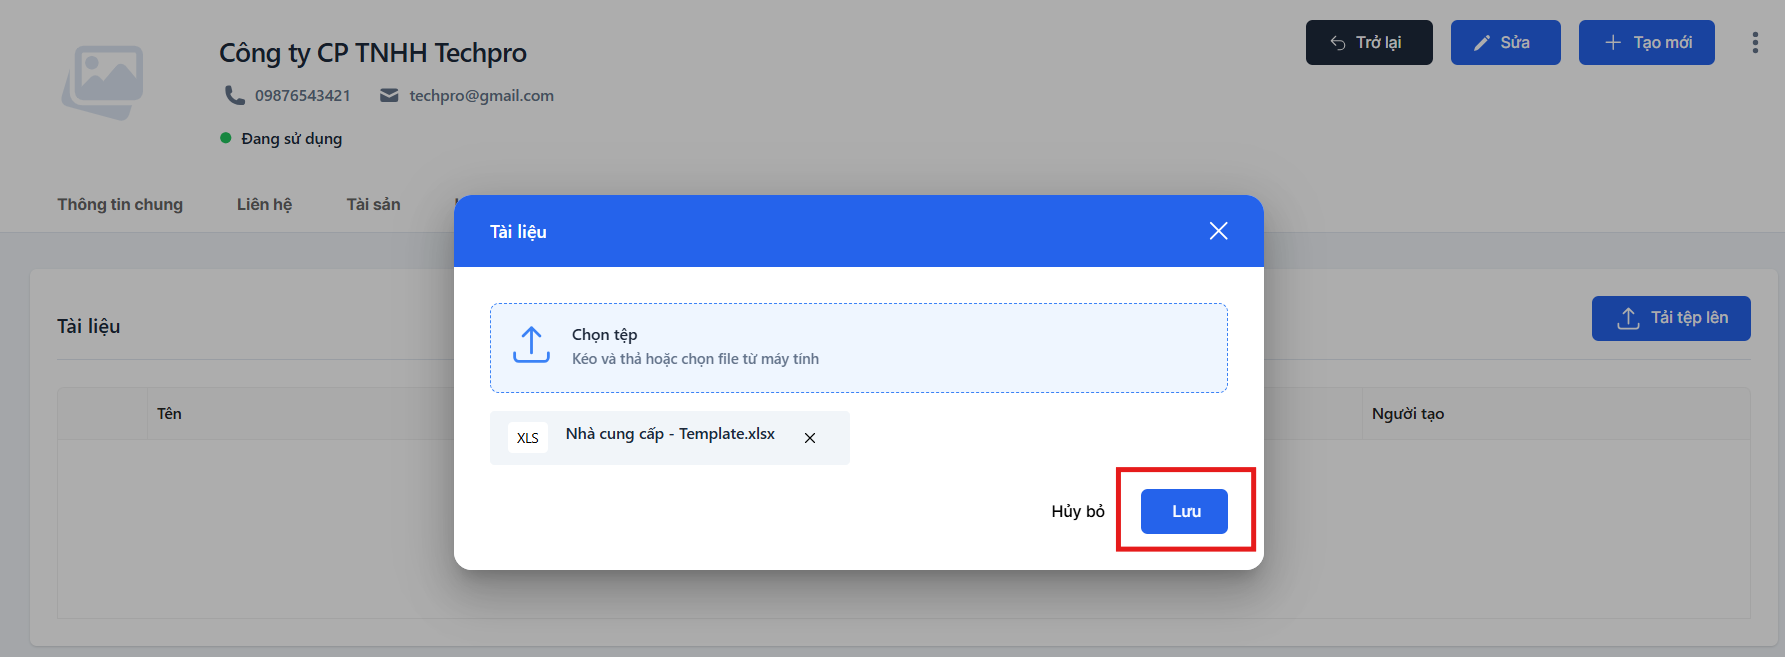 Công ty CP TNHH Techpro
Trở lại
Sửa
Tạo mới
09876543421
techpro@gmail.com
Đang sử dụng
Thông tin chung
Liên hệ
Tài sản
Tài liệu
Chọn tệp
Kéo và thả hoặc chọn file từ máy tính
XLS
Nhà cung cấp - Template.xlsx
Hủy bỏ
Lưu
Tài liệu
Tải tệp lên
Tên
Người tạo